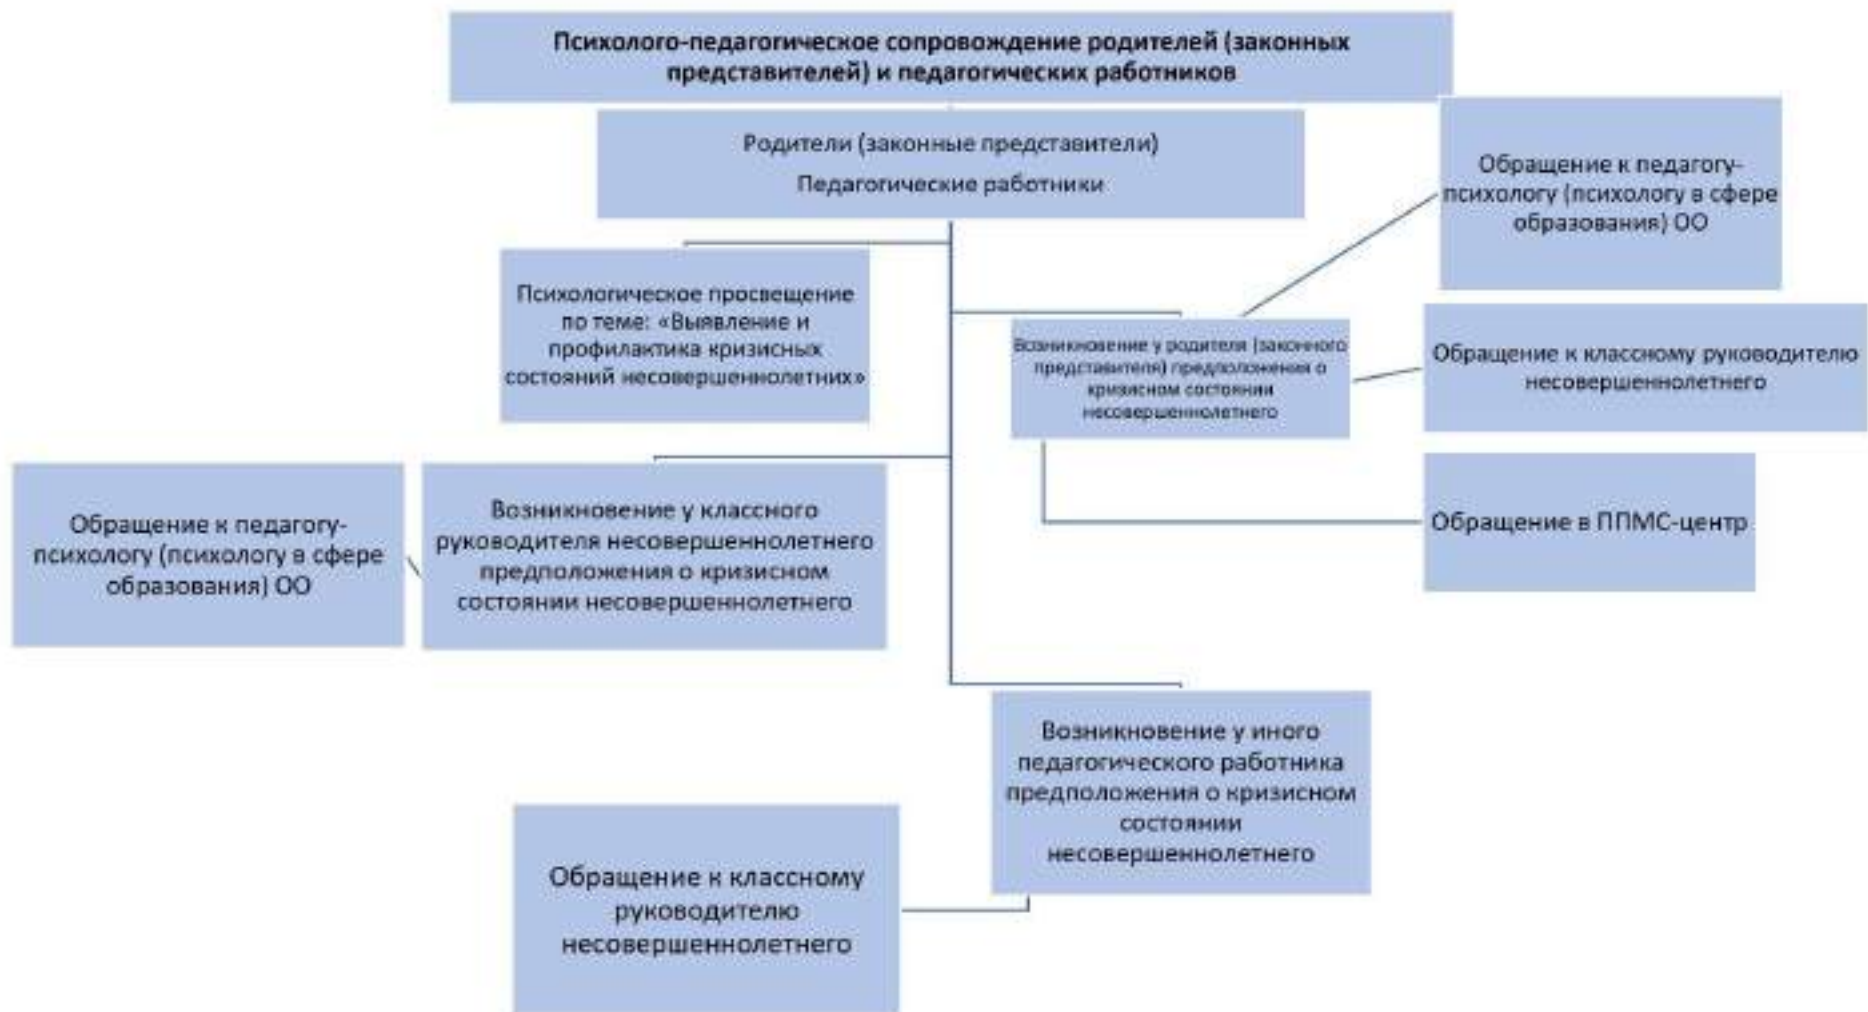 Психолого-педагогическое сопровождение родителей (законных
представителей) и педагогических работников
Родители (законные представители)
Педагогические работники
Обращение к педагогу-
психологу (психологу в сфере
образования) ОО
Психологическое просвещение
по теме: «Выявление и
профилактика кризисных
состояний несовершеннолетних»
Возникновение у родителя (законного
представителя) предположения о
кризисном состоянии
несовершеннолетнего
Обращение к классному руководителю
несовершеннолетнего
Обращение в ППМС-центр
Обращение к педагогу-
психологу (психологу в сфере
образования) ОО
Возникновение у классного
руководителя несовершеннолетнего
предположения о кризисном
состоянии несовершеннолетнего
Возникновение у иного
педагогического работника
предположения о кризисном
состоянии
несовершеннолетнего
Обращение к классному
руководителю
несовершеннолетнего